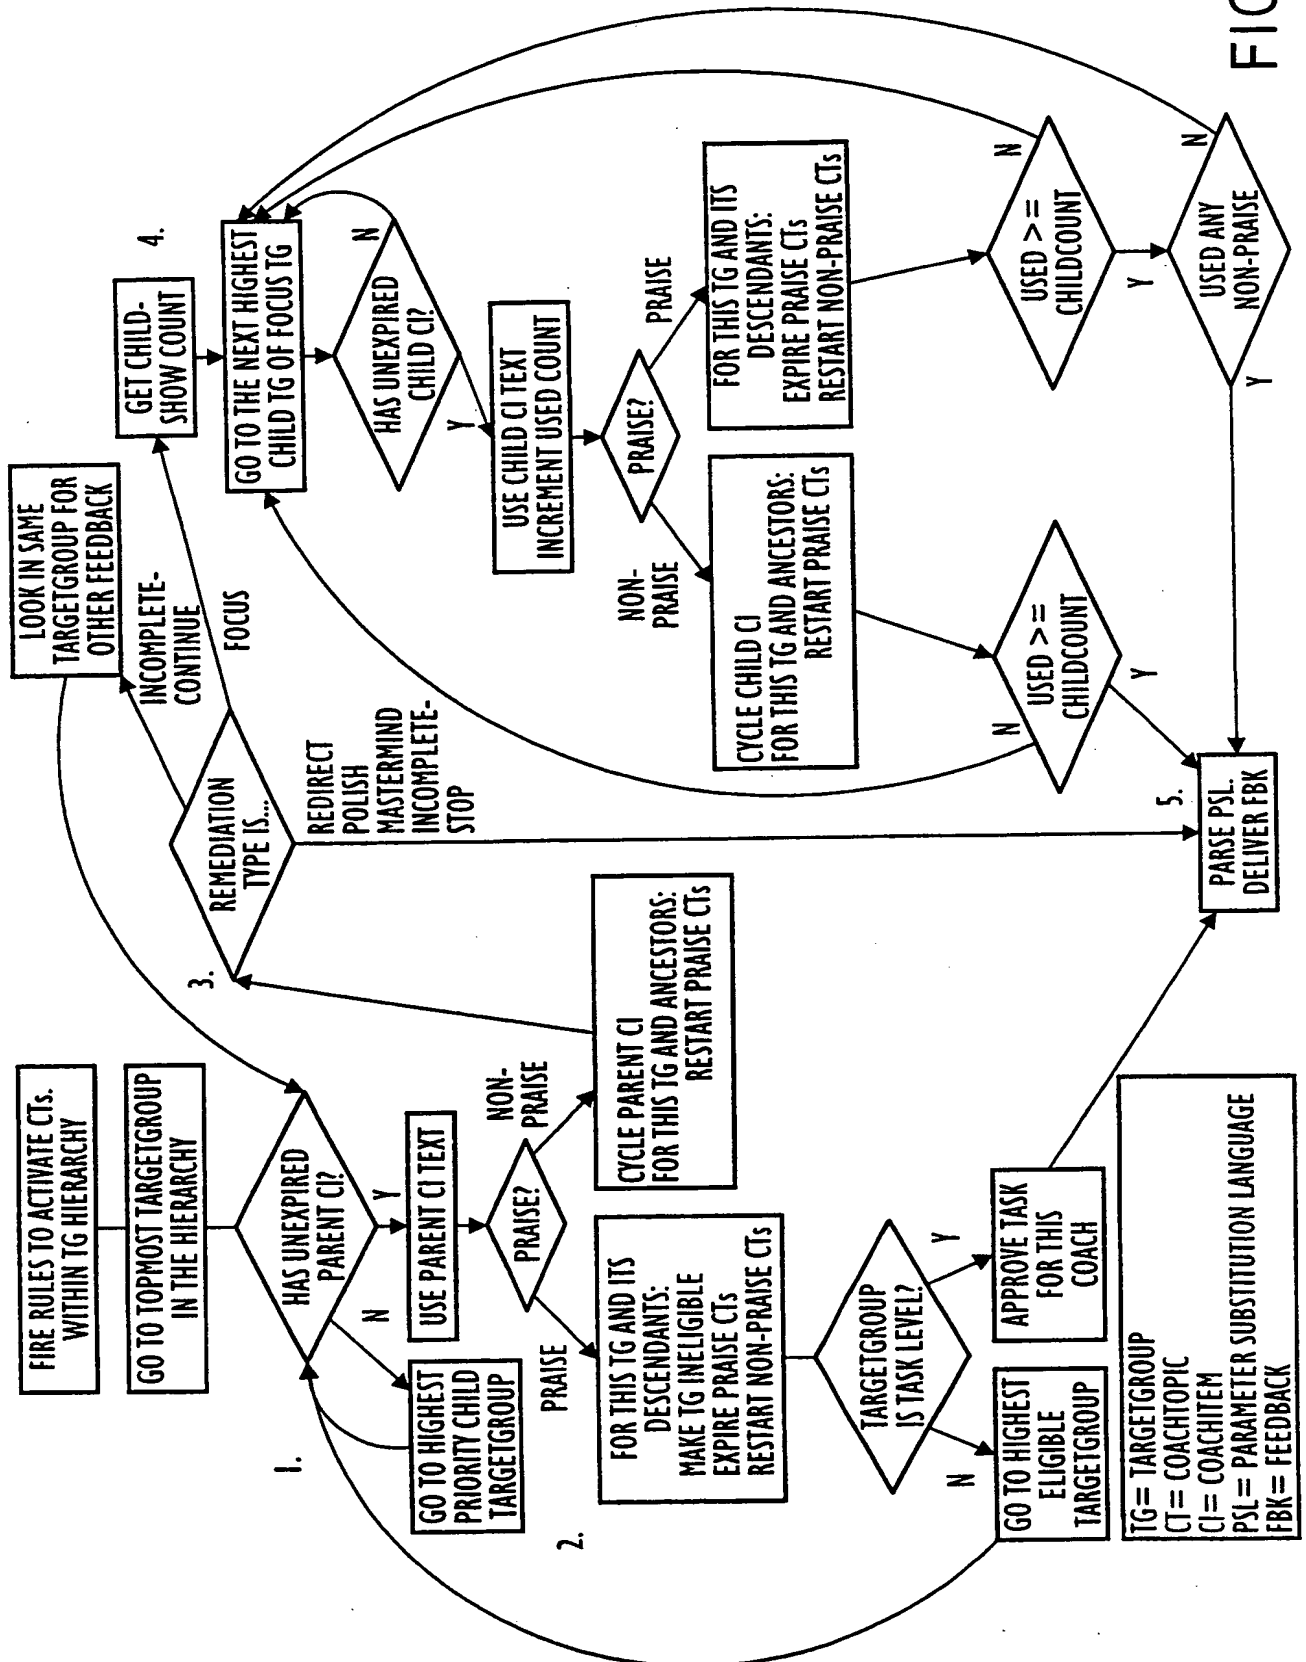 FIRE RULES TO ACTIVATE CTs.
WITHIN TG HIERARCHY
GO TO TOPMOST TARGETGROUP
IN THE HIERARCHY
1.
HAS UNEXPIRED
PARENT CI?
N
Y
GO TO HIGHEST
PRIORITY CHILD
TARGETGROUP
USE PARENT CI TEXT
PRAISE?
PRAISE
NON-
PRAISE
2.
FOR THIS TG AND ITS
DESCENDANTS:
MAKE TG INELIGIBLE
EXPIRE PRAISE CTs
RESTART NON-PRAISE CTs
CYCLE PARENT CI
FOR THIS TG AND ANCESTORS:
RESTART PRAISE CTs
TARGETGROUP
IS TASK LEVEL?
N
Y
GO TO HIGHEST
ELIGIBLE
TARGETGROUP
APPROVE TASK
FOR THIS
COACH
TG= TARGETGROUP
CT= COACHTOPIC
CI= COACHITEM
PSL= PARAMETER SUBSTITUTION LANGUAGE
FBK= FEEDBACK
3.
REMEDIATION
TYPE IS...
LOOK IN SAME
TARGETGROUP FOR
OTHER FEEDBACK
INCOMPLETE-
CONTINUE
FOCUS
REDIRECT
POLISH
MASTERMIND
INCOMPLETE-
STOP
4.
GET CHILD-
SHOW COUNT
GO TO THE NEXT HIGHEST
CHILD TG OF FOCUS TG
HAS UNEXPIRED
CHILD CI?
N
Y
USE CHILD CI TEXT
INCREMENT USED COUNT
PRAISE?
NON-
PRAISE
PRAISE
CYCLE CHILD CI
FOR THIS TG AND ANCESTORS:
RESTART PRAISE CTs
FOR THIS TG AND ITS
DESCENDANTS:
EXPIRE PRAISE CTs
RESTART NON-PRAISE CTs
USED >=
CHILDCOUNT
N
Y
USED >=
CHILDCOUNT
N
Y
USED ANY
NON-PRAISE
N
Y
5.
PARSE PSL.
DELIVER FBK